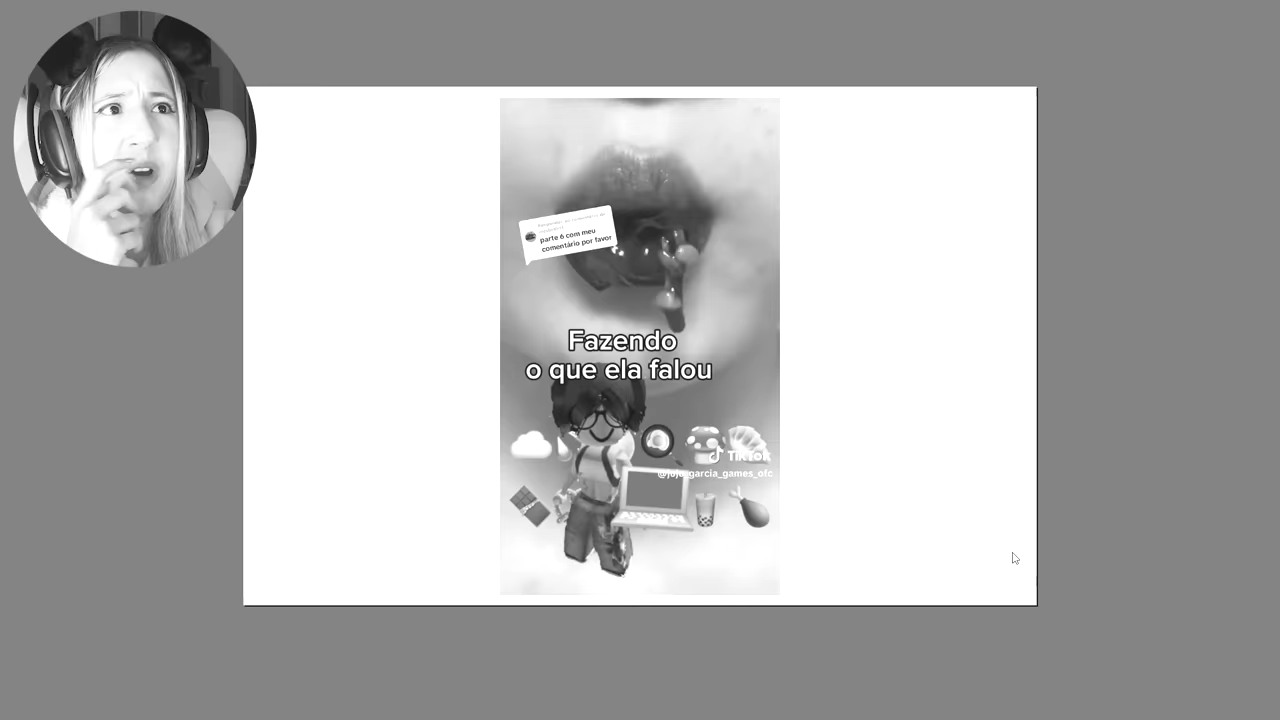 parte 6 com meu
comentário por favor
Fazendo
o que ela falou
TikTok